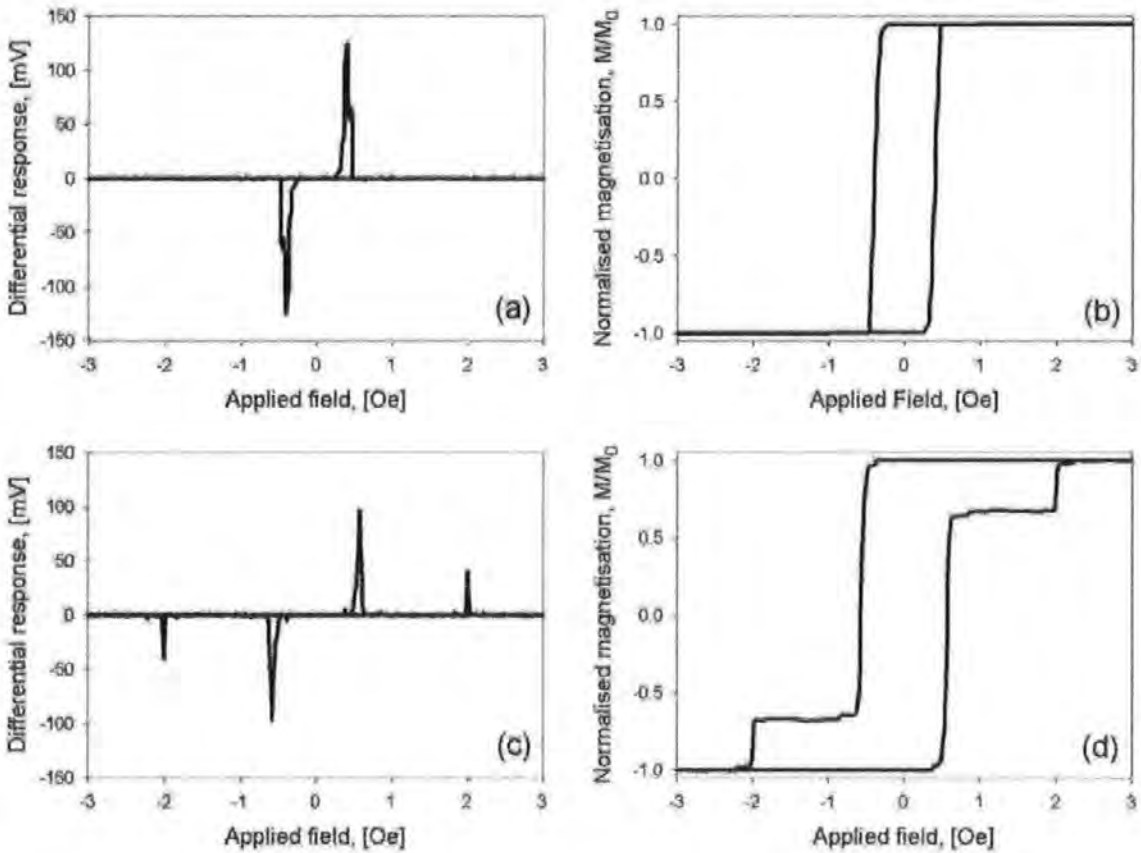 Differential response, [mV]
150
100
50
0
-50
-100
-150
-3 -2 -1 0 1 2 3
Applied field, [Oe]
(a)
Normalised magnetisation, M/M0
1.0
0.5
0.0
-0.5
-1.0
-3 -2 -1 0 1 2 3
Applied Field, [Oe]
(b)
Differential response, [mV]
150
100
50
0
-50
-100
-150
-3 -2 -1 0 1 2 3
Applied field, [Oe]
(c)
Normalised magnetisation, M/M0
1.0
0.5
0.0
-0.5
-1.0
-3 -2 -1 0 1 2 3
Applied field, [Oe]
(d)